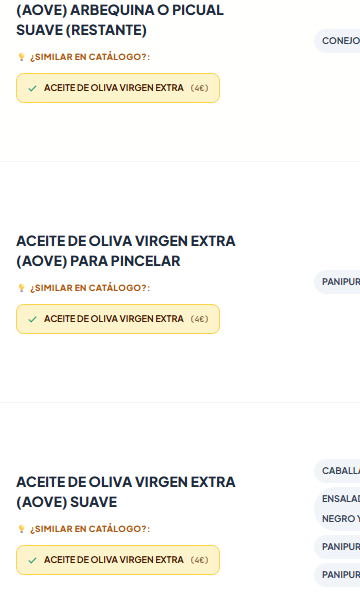 (AOVE) ARBEQUINA O PICUAL
SUAVE (RESTANTE)
CONEJO
¿SIMILAR EN CATÁLOGO?:
ACEITE DE OLIVA VIRGEN EXTRA (4€)
ACEITE DE OLIVA VIRGEN EXTRA
(AOVE) PARA PINCELAR
PANIPUR
¿SIMILAR EN CATÁLOGO?:
ACEITE DE OLIVA VIRGEN EXTRA (4€)
ACEITE DE OLIVA VIRGEN EXTRA
(AOVE) SUAVE
¿SIMILAR EN CATÁLOGO?:
ACEITE DE OLIVA VIRGEN EXTRA (4€)
CABALLA
ENSALAD
NEGRO Y
PANIPUR
PANIPUR